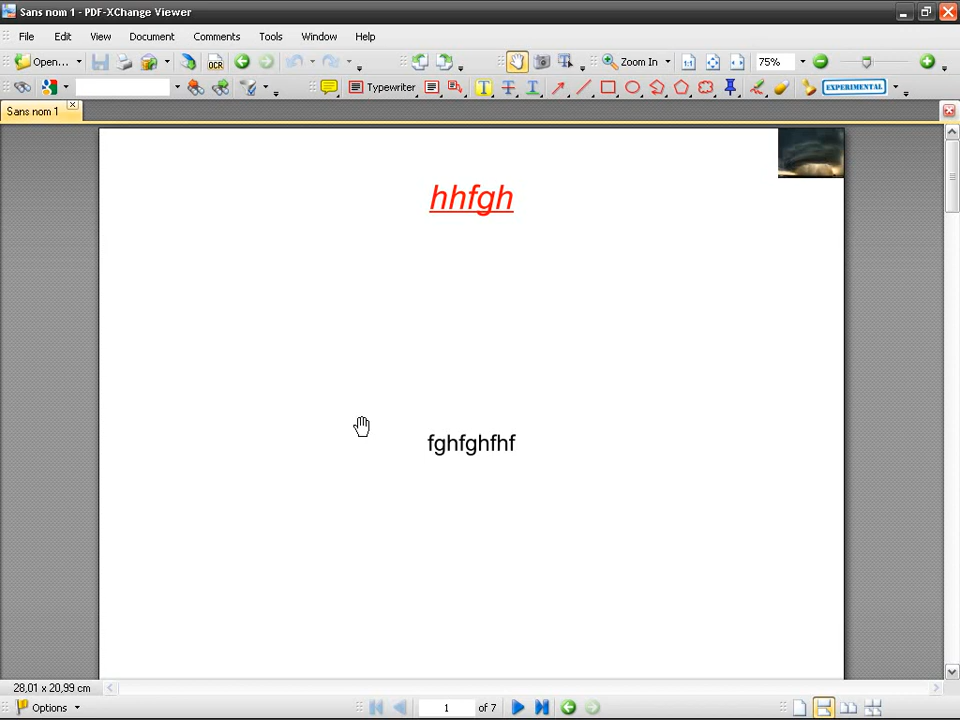 Sans nom 1 - PDF-XChange Viewer
File Edit View Document Comments Tools Window Help
Open... OCR Zoom In 75%
Typewriter T T T EXPERIMENTAL
Sans nom 1
hhfgh
fghfghfhf
28,01 x 20,99 cm
Options 1 of 7